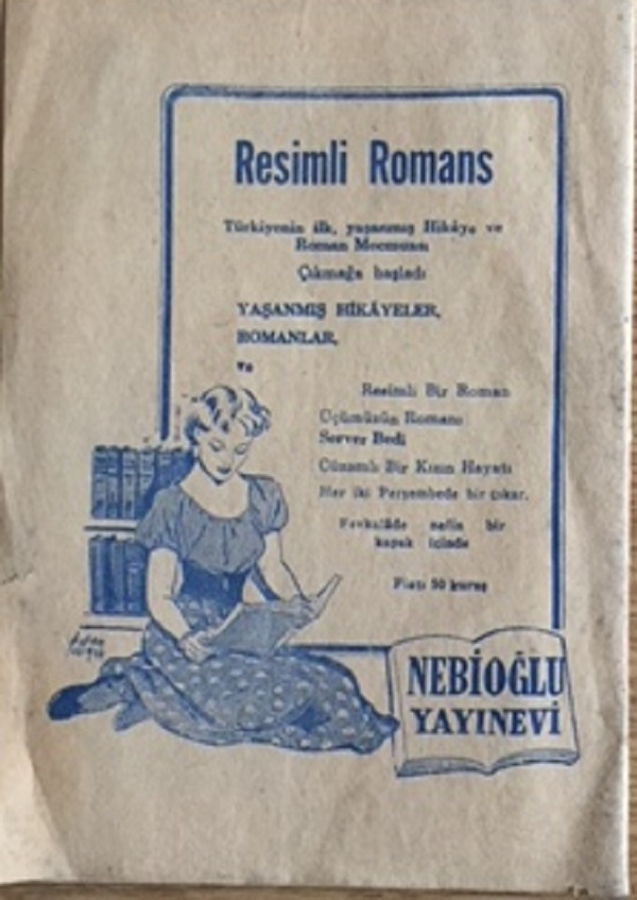 Resimli Romans
Türkiyenin ilk, yaşanmış Hikâye ve
Roman Mecmuası
Çıkmağa başladı
YAŞANMIŞ HİKÂYELER,
ROMANLAR,
ve
Resimli Bir Roman
Üçümüzün Romanı
Server Bedi
Bir Kızın Hayatı
Her iki Perşembede bir çıkar.
Fevkalâde nefis bir
kapak içinde
Fiatı 50 kuruş
NEBİOĞLU
YAYINEVİ